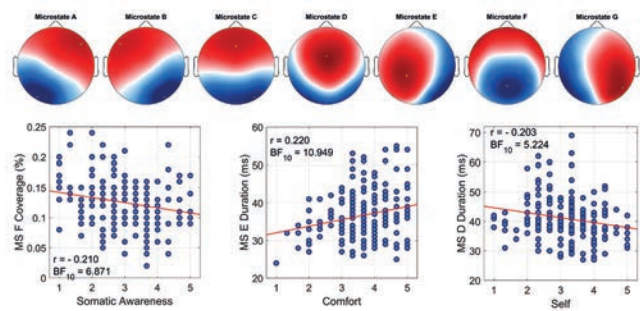 Microstate A
Microstate B
Microstate C
Microstate D
Microstate E
Microstate F
Microstate G
MS F Coverage (%)
0.25
0.2
0.15
0.1
0.05
0
r = - 0.210
BF10 = 6.871
1 2 3 4 5
Somatic Awareness
MS E Duration (ms)
60
50
40
30
20
r = 0.220
BF10 = 10.949
1 2 3 4 5
Comfort
MS D Duration (ms)
70
60
50
40
30
20
r = - 0.203
BF10 = 5.224
1 2 3 4 5
Self